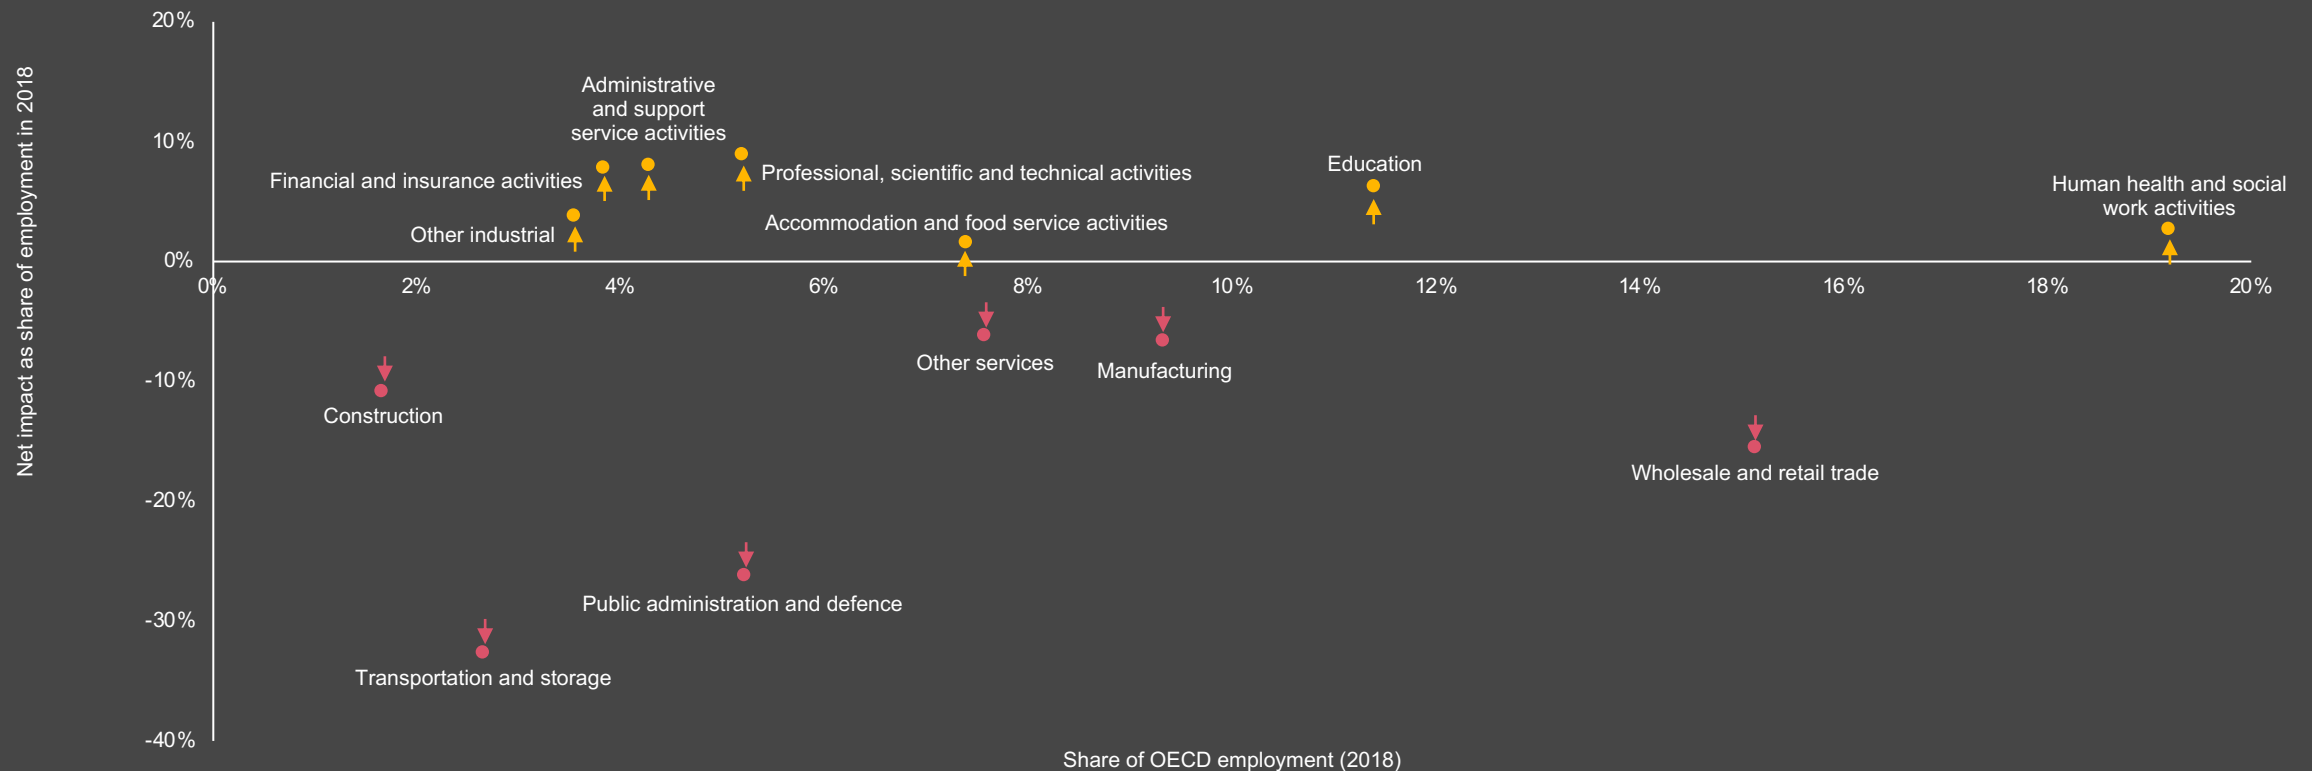 20%
10%
0%
-10%
-20%
-30%
-40%
Net impact as share of employment in 2018
Administrative
and support
service activities
Financial and insurance activities
Professional, scientific and technical activities
Other industrial
Accommodation and food service activities
Education
Human health and social
work activities
0%
2%
4%
6%
8%
10%
12%
14%
16%
18%
20%
Other services
Manufacturing
Construction
Wholesale and retail trade
Public administration and defence
Transportation and storage
Share of OECD employment (2018)